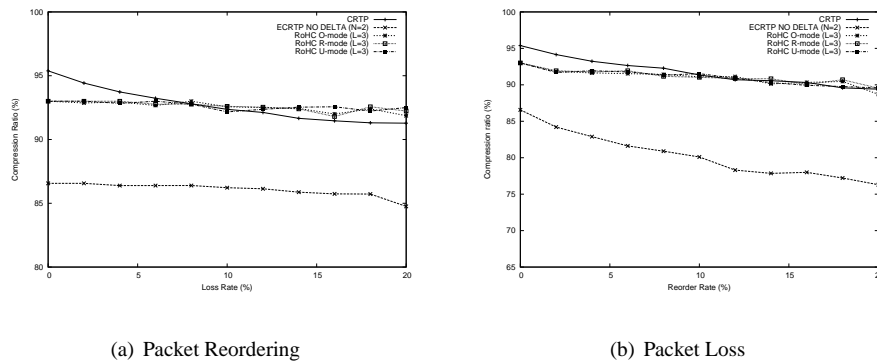 CRTP
ECRTP NO DELTA (N=2)
RoHC O-mode (L=3)
RoHC R-mode (L=3)
RoHC U-mode (L=3)
100
95
90
85
80
Compression Ratio (%)
0 5 10 15 20
Loss Rate (%)
(a) Packet Reordering
CRTP
ECRTP NO DELTA (N=2)
RoHC O-mode (L=3)
RoHC R-mode (L=3)
RoHC U-mode (L=3)
100
95
90
85
80
75
70
65
Compression ratio (%)
0 5 10 15 2
Reorder Rate (%)
(b) Packet Loss